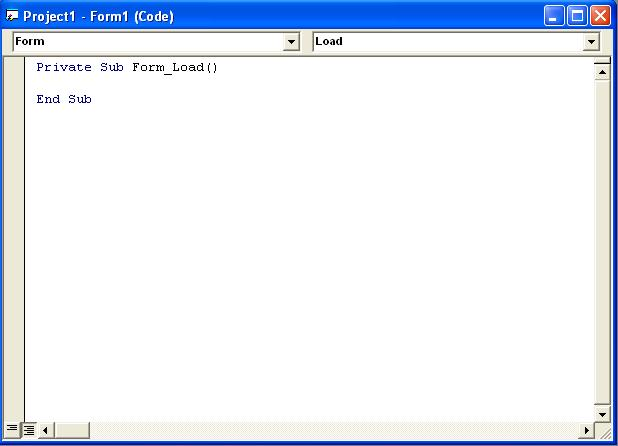 Project1 - Form1 (Code)
Form
Load
Private Sub Form_Load()
End Sub